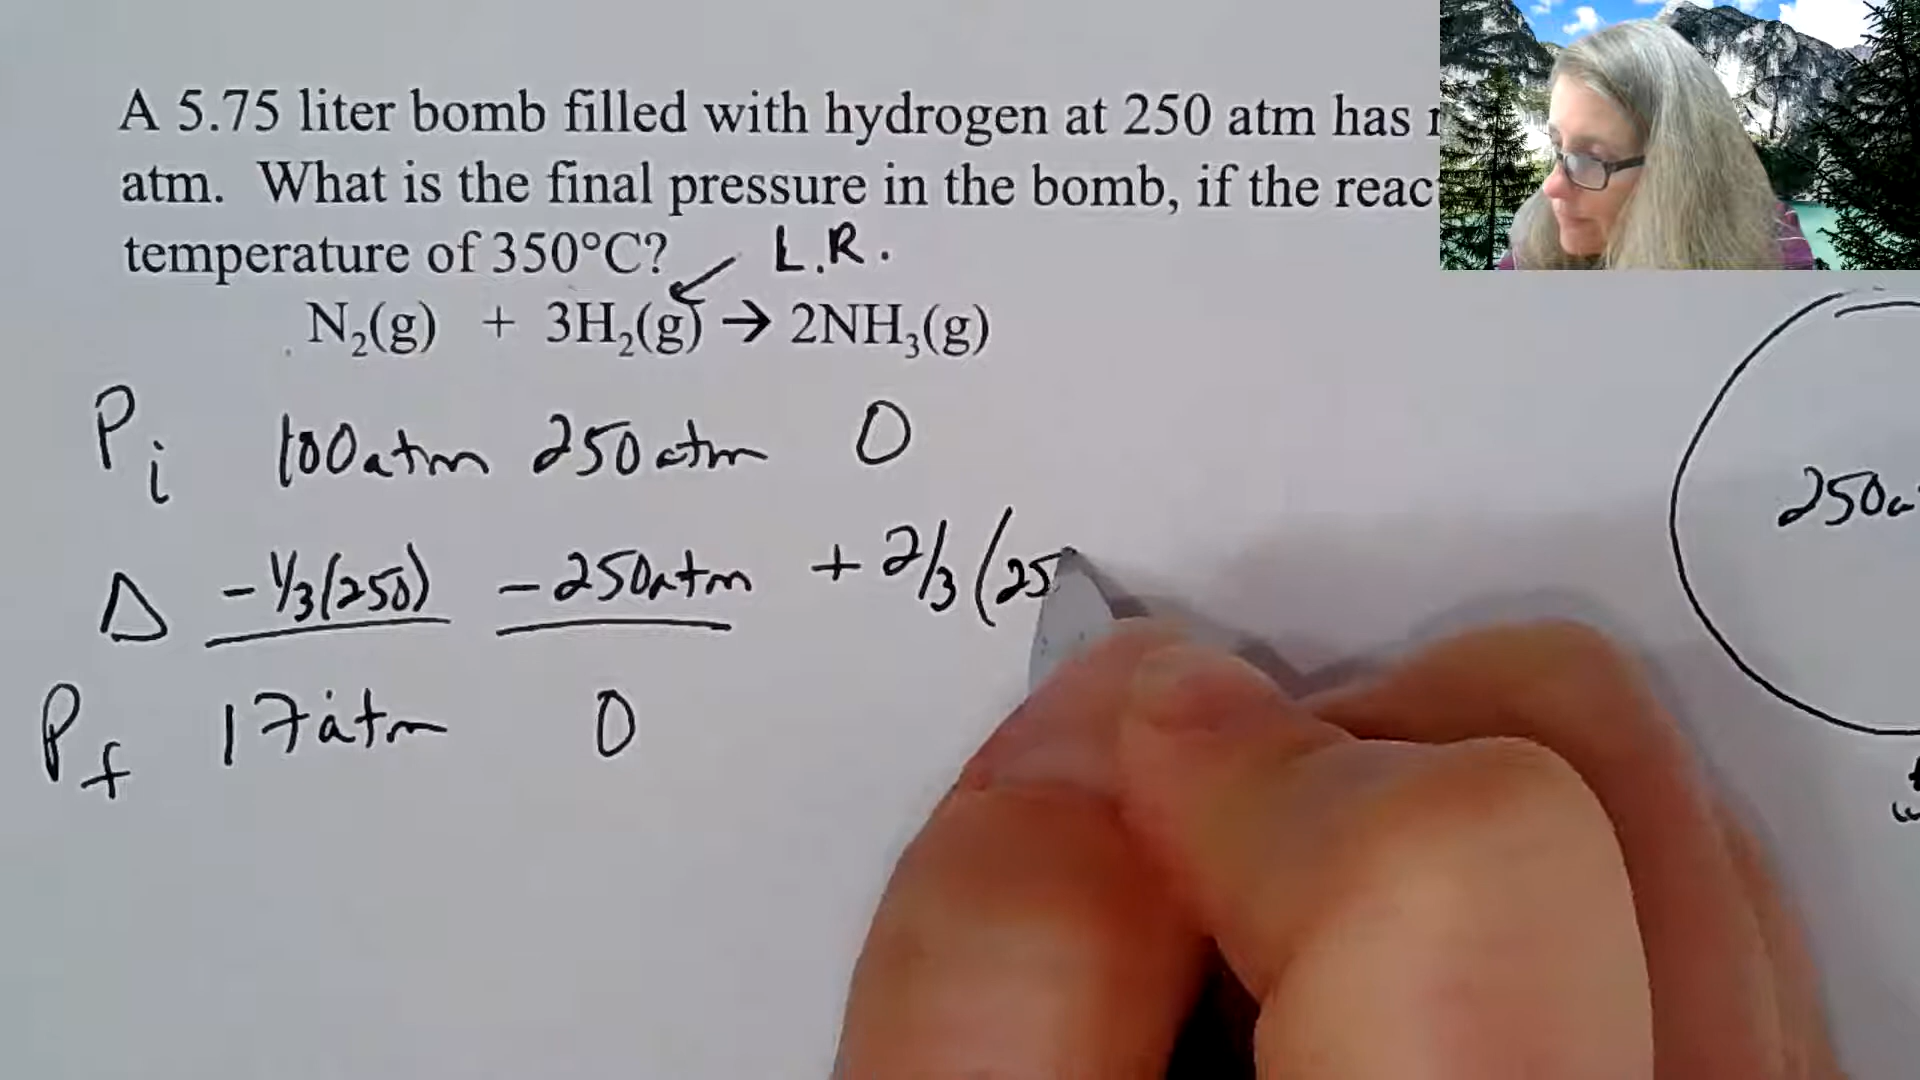 A 5.75 liter bomb filled with hydrogen at 250 atm has
atm. What is the final pressure in the bomb, if the reac
temperature of 350°C?
L.R.
N₂(g) + 3H₂(g) → 2NH₃(g)
Pi 100atm 250atm 0
250a
Δ -1/3(250) -250atm +2/3(25
Pf 17atm 0